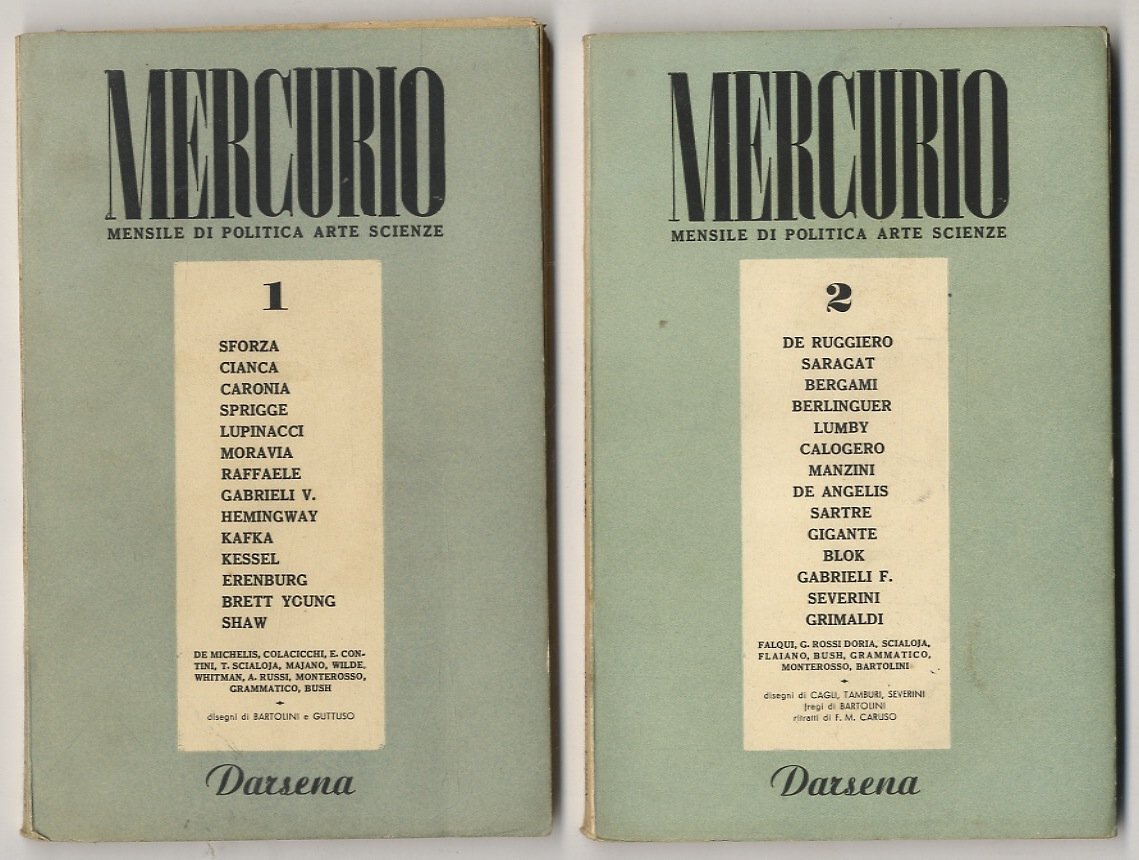 MERCURIO
MENSILE DI POLITICA ARTE SCIENZE
1
SFORZA
CIANCA
CARONIA
SPRIGGE
LUPINACCI
MORAVIA
RAFFAELE
GABRIELI V.
HEMINGWAY
KAFKA
KESSEL
ERENBURG
BRETT YOUNG
SHAW
DE MICHELIS, COLACICCHI, E. CON-
TINI, T. SCIALOJA, MAJANO, WILDE,
WHITMAN, A. RUSSI, MONTEROSSO,
GRAMMATICO, BUSH
disegni di BARTOLINI e GUTTUSO
Darsena
MERCURIO
MENSILE DI POLITICA ARTE SCIENZE
2
DE RUGGIERO
SARAGAT
BERGAMI
BERLINGUER
LUMBY
CALOGERO
MANZINI
DE ANGELIS
SARTRE
GIGANTE
BLOK
GABRIELI F.
SEVERINI
GRIMALDI
FALQUI, G. ROSSI DORIA, SCIALOJA,
FLAIANO, BUSH, GRAMMATICO,
MONTEROSSO, BARTOLINI
disegni di CAGLI, TAMBURI, SEVERINI
fregi di BARTOLINI
ritratti di F. M. CARUSO
Darsena